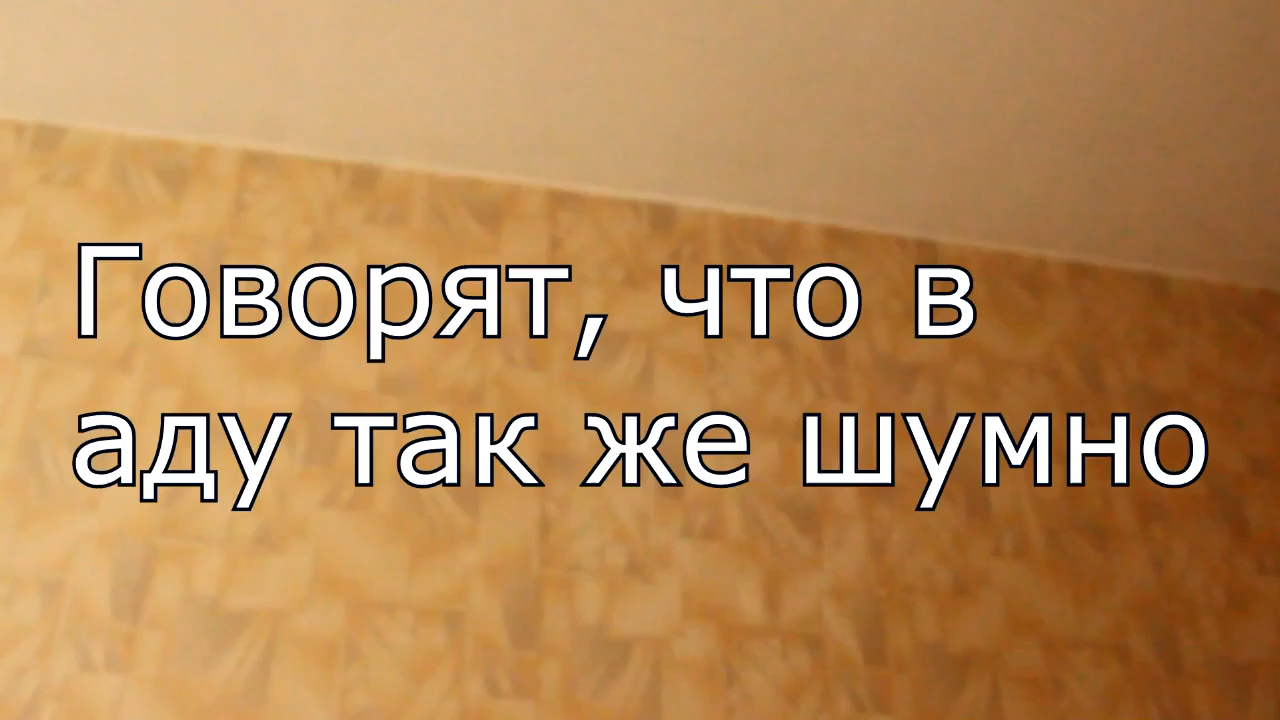 Говорят, что в
аду так же шумно